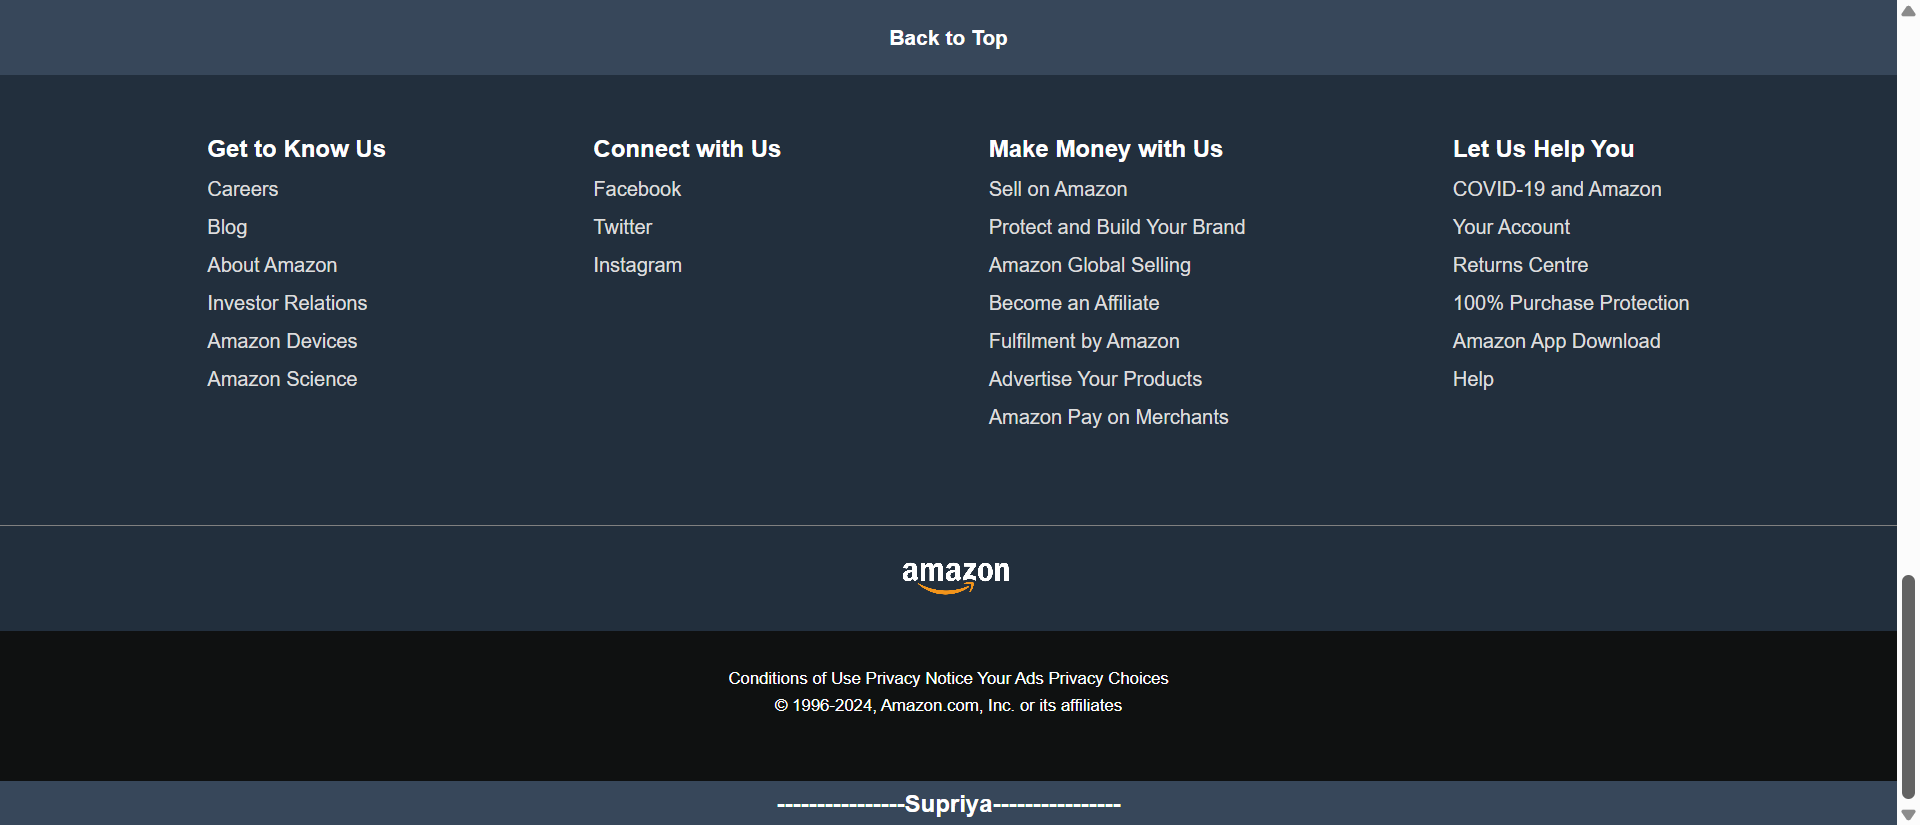 Back to Top
Get to Know Us
Careers
Blog
About Amazon
Investor Relations
Amazon Devices
Amazon Science
Connect with Us
Facebook
Twitter
Instagram
Make Money with Us
Sell on Amazon
Protect and Build Your Brand
Amazon Global Selling
Become an Affiliate
Fulfilment by Amazon
Advertise Your Products
Amazon Pay on Merchants
Let Us Help You
COVID-19 and Amazon
Your Account
Returns Centre
100% Purchase Protection
Amazon App Download
Help
amazon
Conditions of Use Privacy Notice Your Ads Privacy Choices
© 1996-2024, Amazon.com, Inc. or its affiliates
----------------Supriya----------------